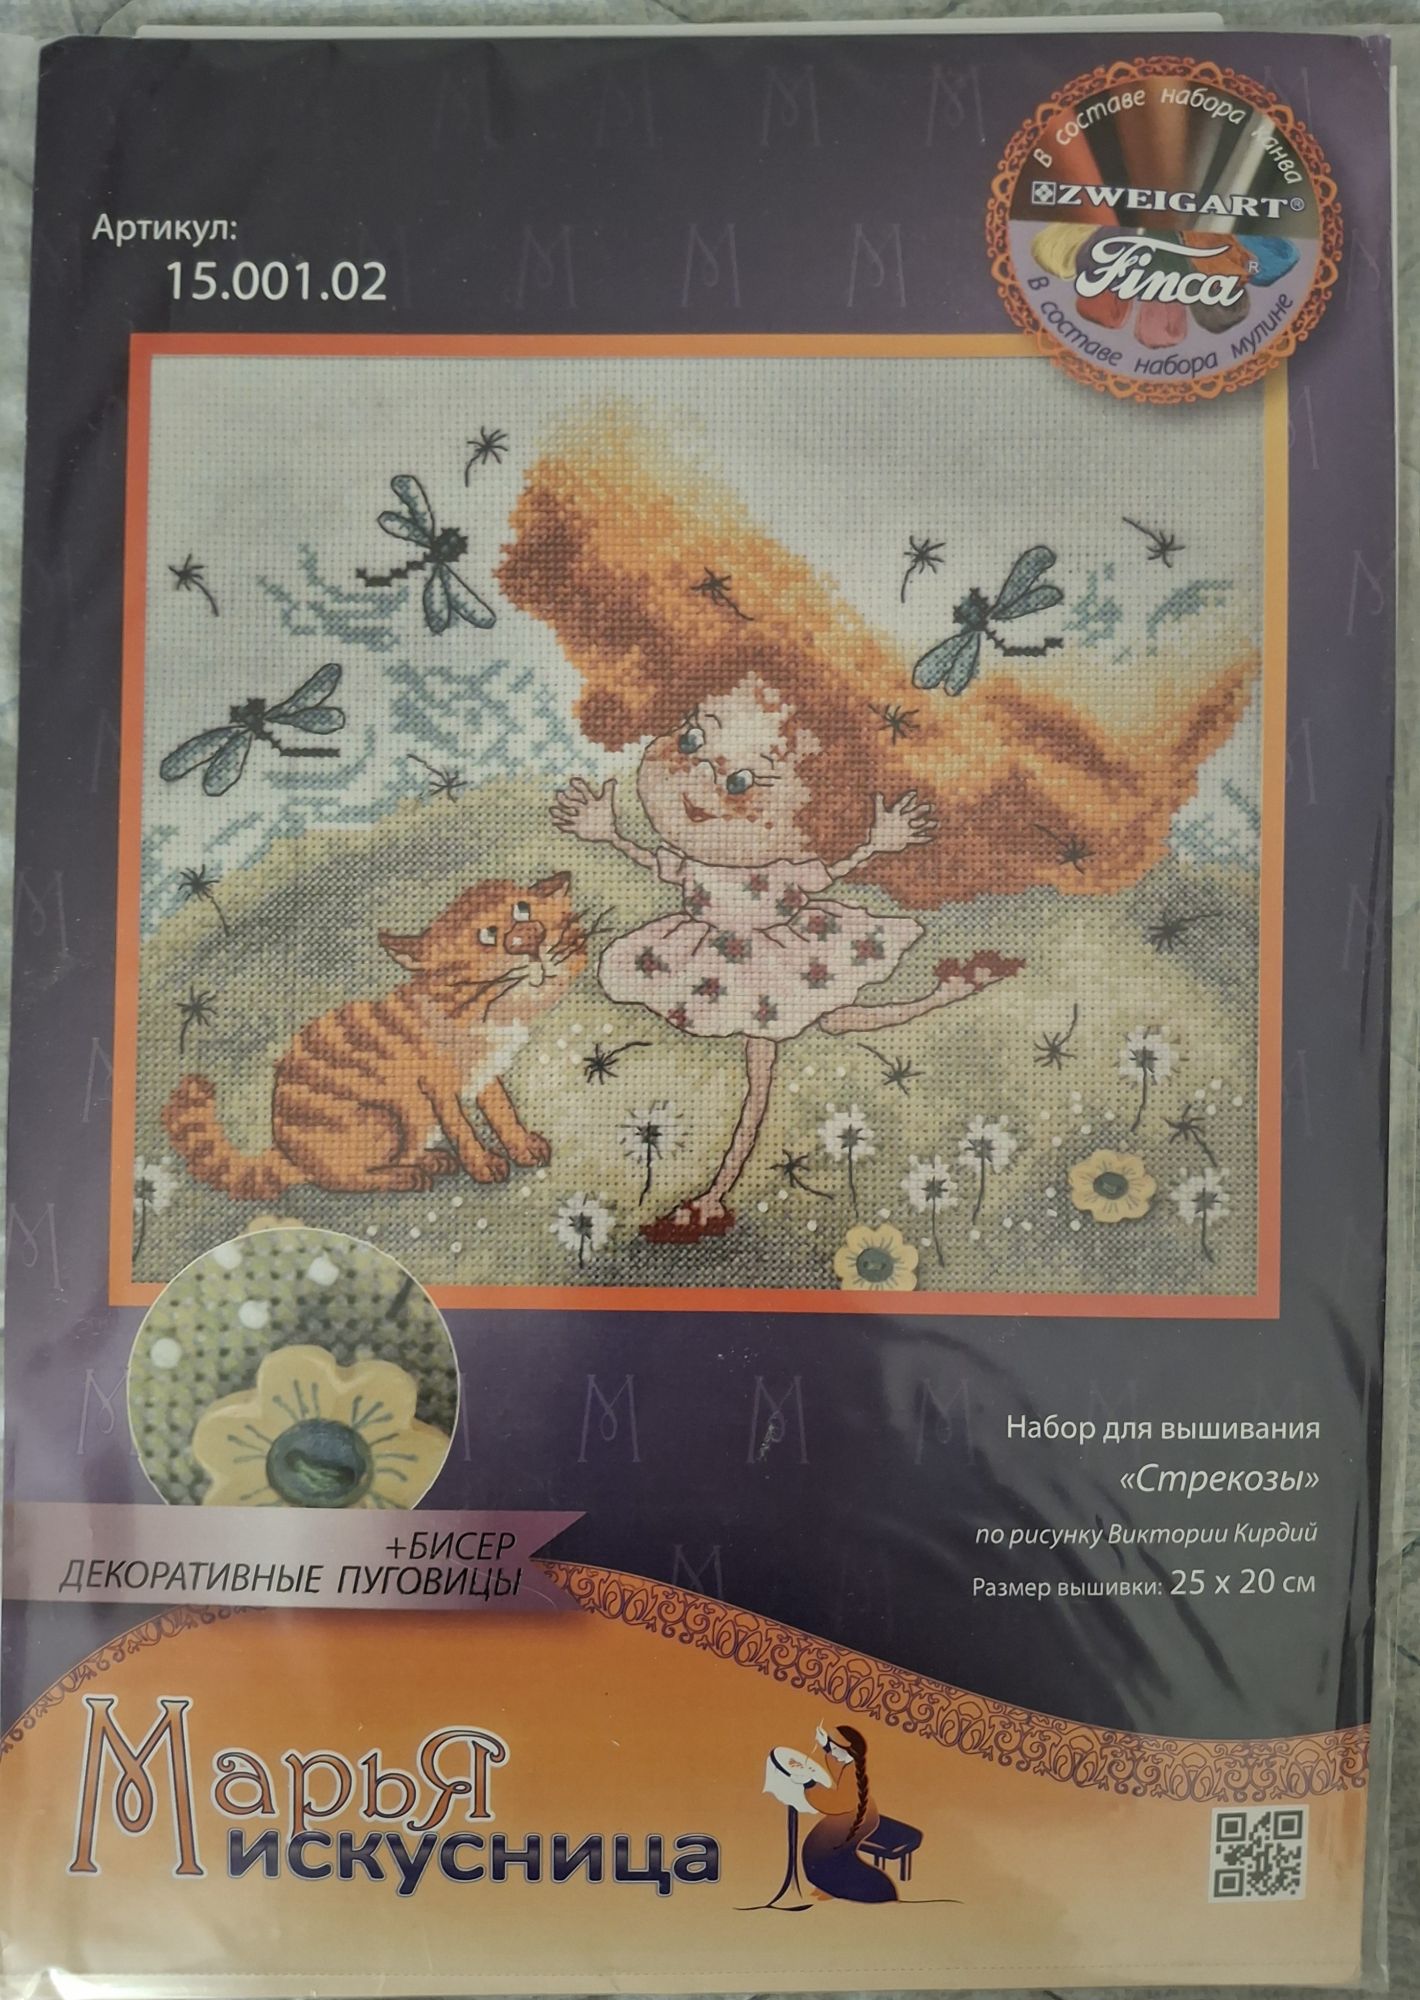 В составе набора канва
ZWEIGART®
Finca®
В составе набора мулине
Артикул:
15.001.02
Набор для вышивания
«Стрекозы»
по рисунку Виктории Кирдий
Размер вышивки: 25 x 20 см
+БИСЕР
ДЕКОРАТИВНЫЕ ПУГОВИЦЫ
МарьЯ
искусница